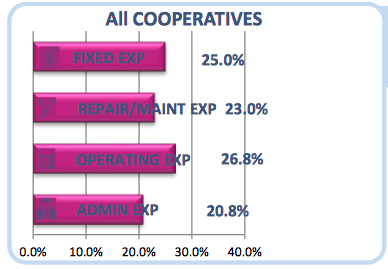 All COOPERATIVES
FIXED EXP 25.0%
REPAIR/MAINT EXP 23.0%
OPERATING EXP 26.8%
ADMIN EXP 20.8%
0.0% 10.0% 20.0% 30.0% 40.0%